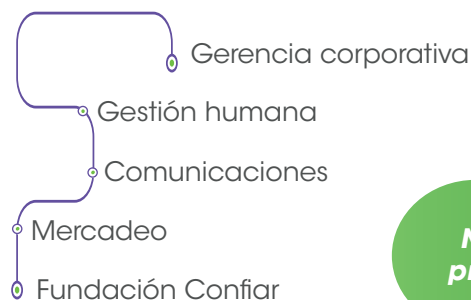 Gerencia corporativa
Gestión humana
Comunicaciones
Mercadeo
Fundación Confiar